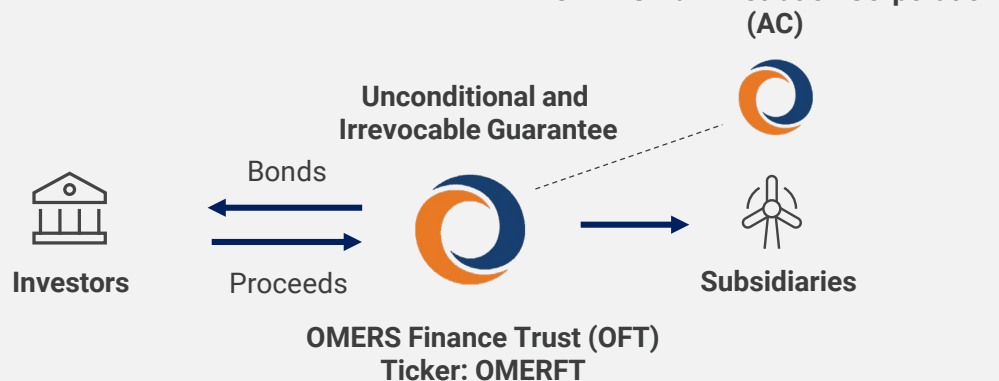 (AC)
Unconditional and
Irrevocable Guarantee
Bonds
Investors
Proceeds
Subsidiaries
OMERS Finance Trust (OFT)
Ticker: OMERFT